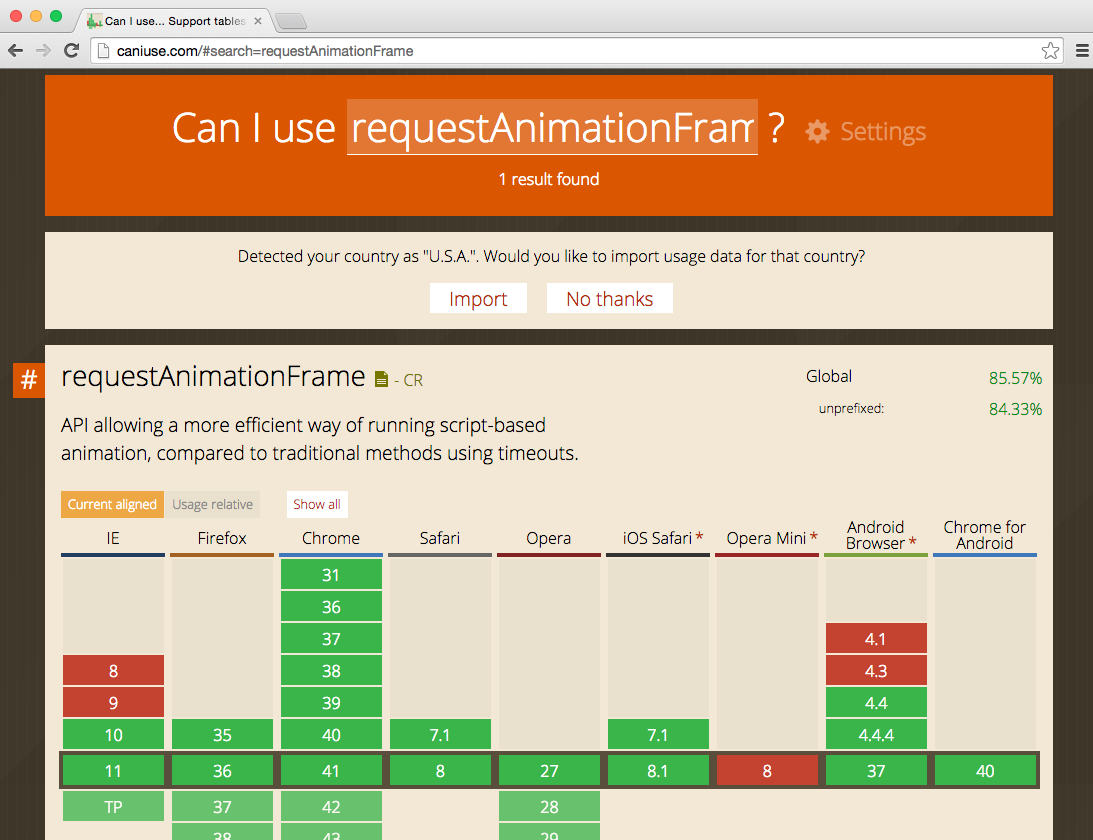 Can I use... Support tables
caniuse.com/#search=requestAnimationFrame
Can I use requestAnimationFram ? Settings
1 result found
Detected your country as "U.S.A.". Would you like to import usage data for that country?
Import No thanks
# requestAnimationFrame - CR
Global 85.57%
unprefixed: 84.33%
API allowing a more efficient way of running script-based
animation, compared to traditional methods using timeouts.
Current aligned Usage relative Show all
IE Firefox Chrome Safari Opera iOS Safari * Opera Mini * Android Browser * Chrome for Android
31
36
37 4.1
8 38 4.3
9 39 4.4
10 35 40 7.1 7.1 4.4.4
11 36 41 8 27 8.1 8 37 40
TP 37 42 28
38 43 29